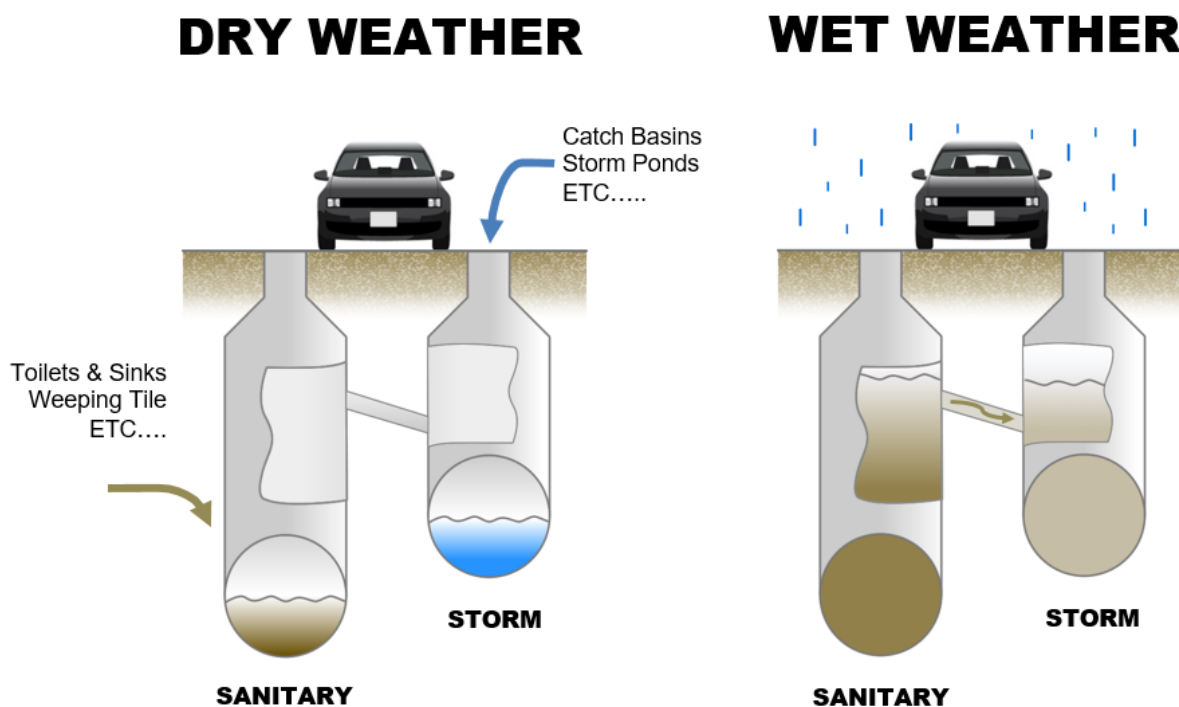 DRY WEATHER
WET WEATHER
Catch Basins
Storm Ponds
ETC…..
Toilets & Sinks
Weeping Tile
ETC….
STORM
SANITARY
STORM
SANITARY